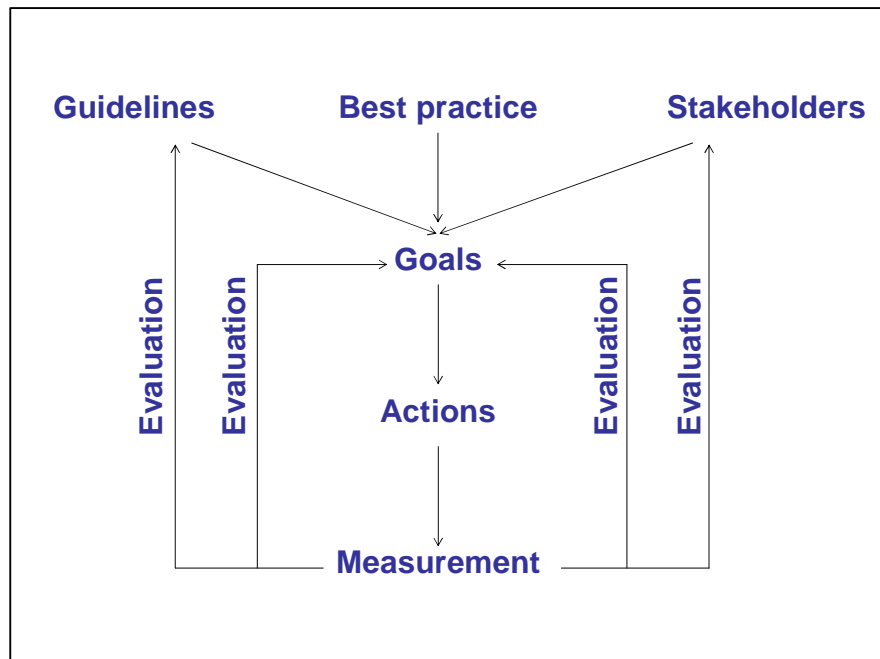 Guidelines
Best practice
Stakeholders
Goals
Evaluation
Evaluation
Evaluation
Evaluation
Actions
Measurement